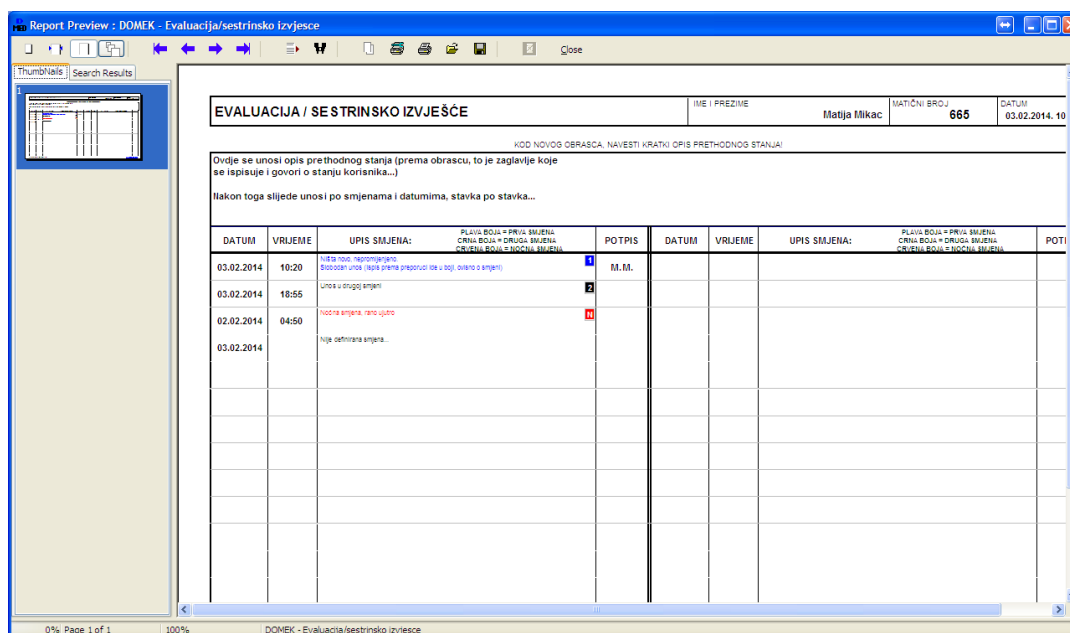 Report Preview : DOMEK - Evaluacija/sestrinsko izvjesce
Close
ThumbNails Search Results
1
EVALUACIJA / SESTRINSKO IZVJEŠĆE
IME I PREZIME
Matija Mikac
MATIČNI BROJ
665
DATUM
03.02.2014. 10
KOD NOVOG OBRASCA, NAVESTI KRATKI OPIS PRETHODNOG STANJA!
Ovdje se unosi opis prethodnog stanja (prema obrascu, to je zaglavlje koje
se ispisuje i govori o stanju korisnika...)
Nakon toga slijede unosi po smjenama i datumima, stavka po stavka...
DATUM VRIJEME UPIS SMJENA:
PLAVA BOJA = PRVA SMJENA
CRNA BOJA = DRUGA SMJENA
CRVENA BOJA = NOĆNA SMJENA
POTPIS
DATUM VRIJEME UPIS SMJENA:
PLAVA BOJA = PRVA SMJENA
CRNA BOJA = DRUGA SMJENA
CRVENA BOJA = NOĆNA SMJENA
POTI
03.02.2014 10:20
Ništa novo, nepromijenjeno.
Slobodan unos (ispis prema preporuci ide u boji, ovisno o smjeni)
1
M.M.
03.02.2014 18:55 Unos u drugoj smjeni 2
02.02.2014 04:50 Noćna smjena, rano ujutro N
03.02.2014 Nije definirana smjena...
0% Page 1 of 1 100% DOMEK - Evaluacija/sestrinsko izvjesce